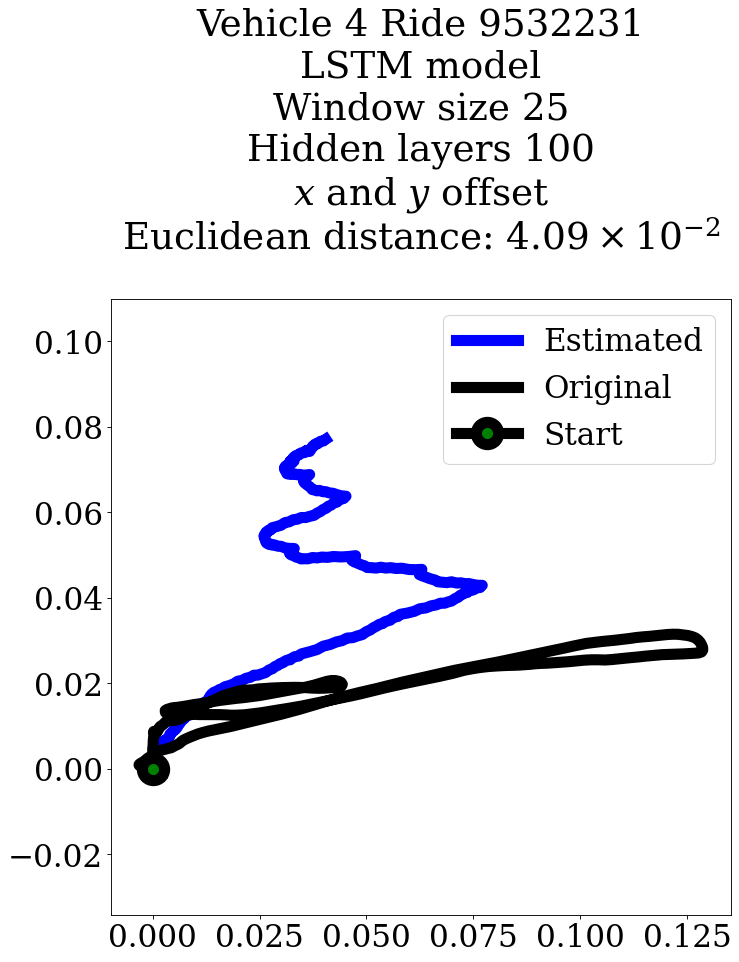 Vehicle 4 Ride 9532231
LSTM model
Window size 25
Hidden layers 100
x and y offset
Euclidean distance: 4.09 × 10⁻²
Estimated
Original
Start
0.10
0.08
0.06
0.04
0.02
0.00
−0.02
0.000 0.025 0.050 0.075 0.100 0.125